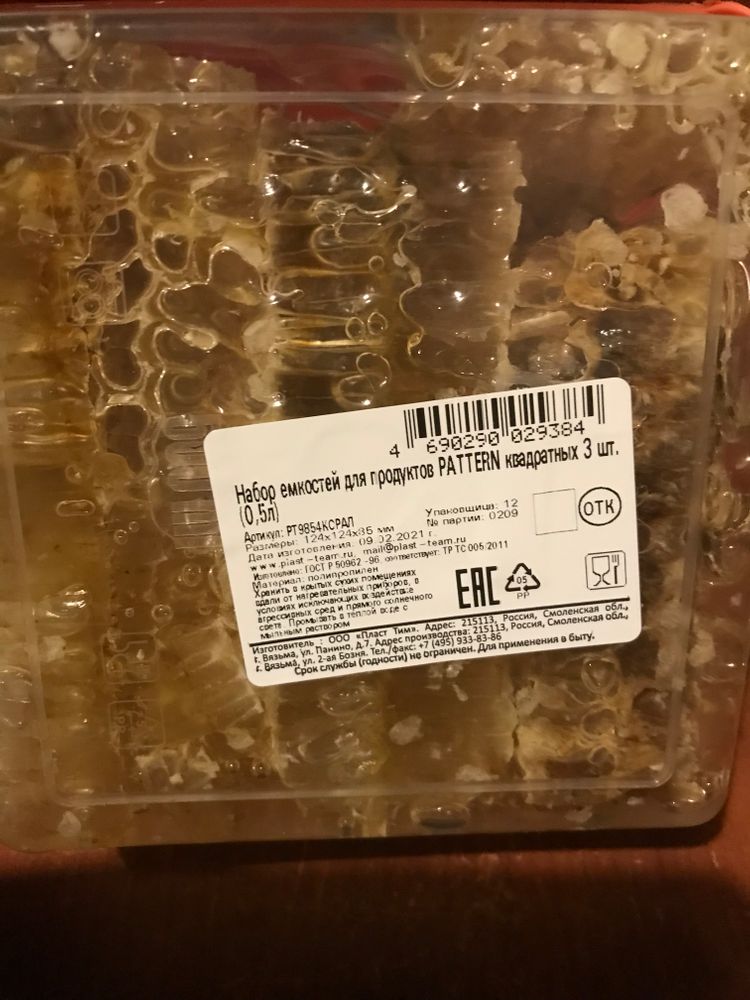 4 690290 029384
Набор емкостей для продуктов PATTERN квадратных 3 шт.
(0,5л)
Артикул: РТ9854КСРАЛ
Размеры: 124х124х85 мм
Дата изготовления: 09.02.2021 г.
www.plast-team.ru, mail@plast-team.ru
Упаковщица: 12
№ партии: 0209
ОТК
Изготовлено: ГОСТ Р 50962 -96, соответствует: ТР ТС 005/2011
Материал: полипропилен
Хранить в крытых сухих помещениях
вдали от нагревательных приборов, в
условиях исключающих воздействие
агрессивных сред и прямого солнечного
света. Промывать в тёплой воде с
мыльным раствором
EAC
05
PP
Изготовитель : ООО «Пласт Тим». Адрес: 215113, Россия, Смоленская обл.,
г. Вязьма, ул. Панино, д.7. Адрес производства: 215113, Россия, Смоленская обл.,
г. Вязьма, ул. 2-ая Бозня. Тел./факс: +7 (495) 933-83-86
Срок службы (годности) не ограничен. Для применения в быту.